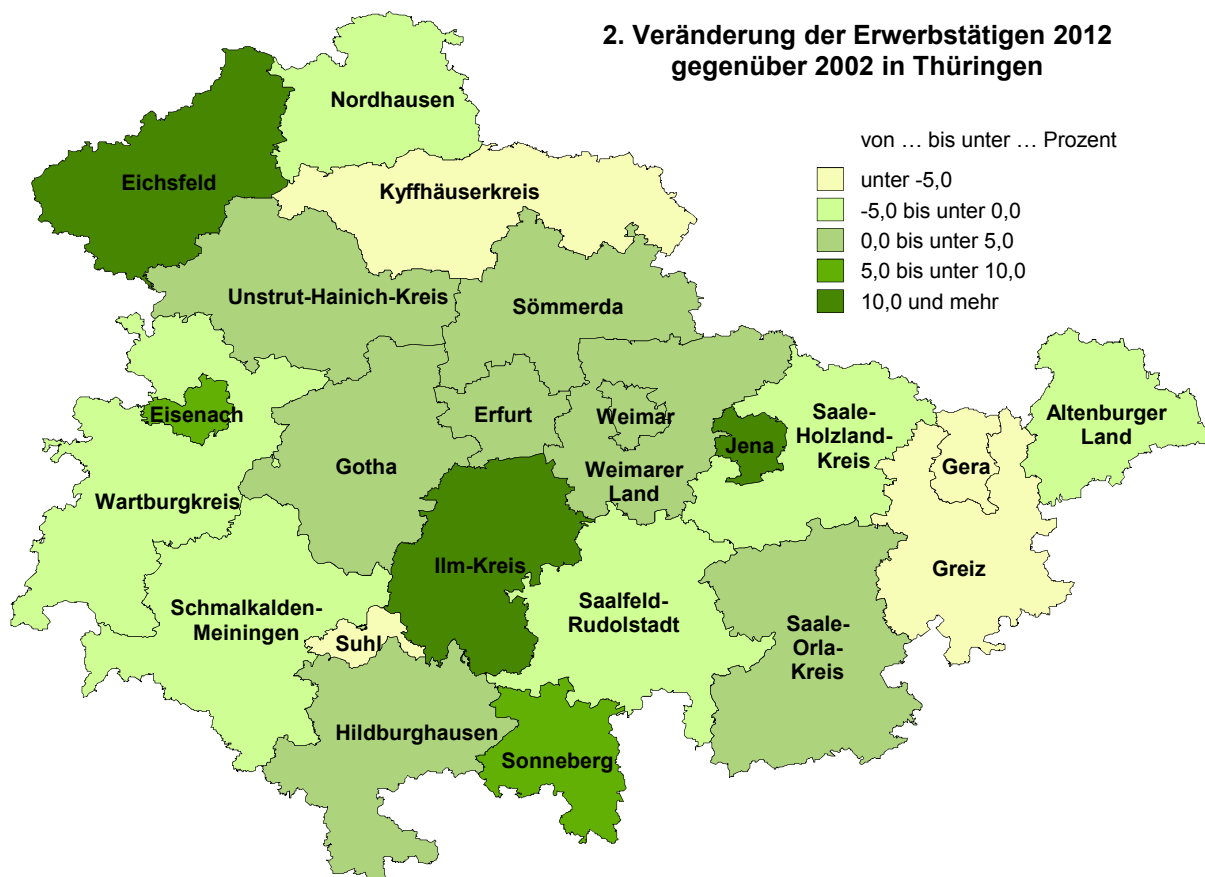 2. Veränderung der Erwerbstätigen 2012
gegenüber 2002 in Thüringen
von … bis unter … Prozent
unter -5,0
-5,0 bis unter 0,0
0,0 bis unter 5,0
5,0 bis unter 10,0
10,0 und mehr
Nordhausen
Eichsfeld
Kyffhäuserkreis
Unstrut-Hainich-Kreis
Sömmerda
Eisenach
Erfurt
Weimar
Saale-
Holzland-
Kreis
Altenburger
Land
Jena
Gera
Gotha
Weimarer
Land
Wartburgkreis
Ilm-Kreis
Greiz
Schmalkalden-
Meiningen
Saalfeld-
Rudolstadt
Suhl
Saale-
Orla-
Kreis
Hildburghausen
Sonneberg